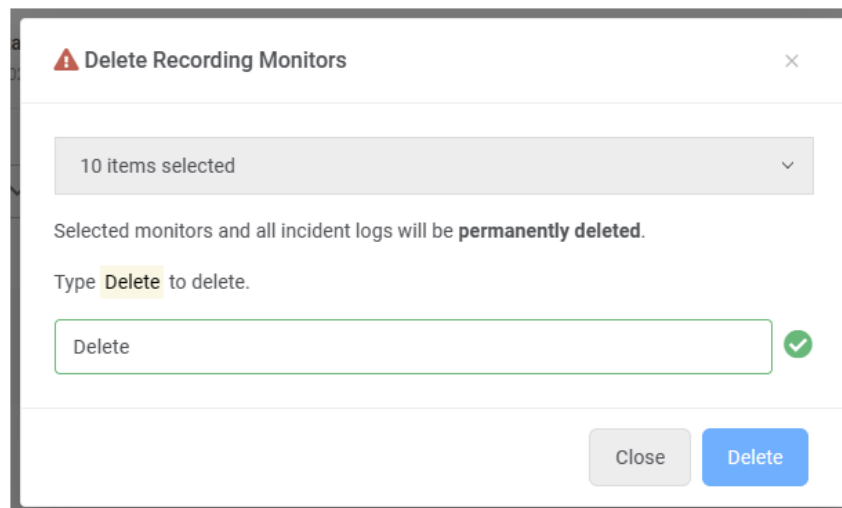 Delete Recording Monitors
10 items selected
Selected monitors and all incident logs will be permanently deleted.
Type Delete to delete.
Delete
Close
Delete